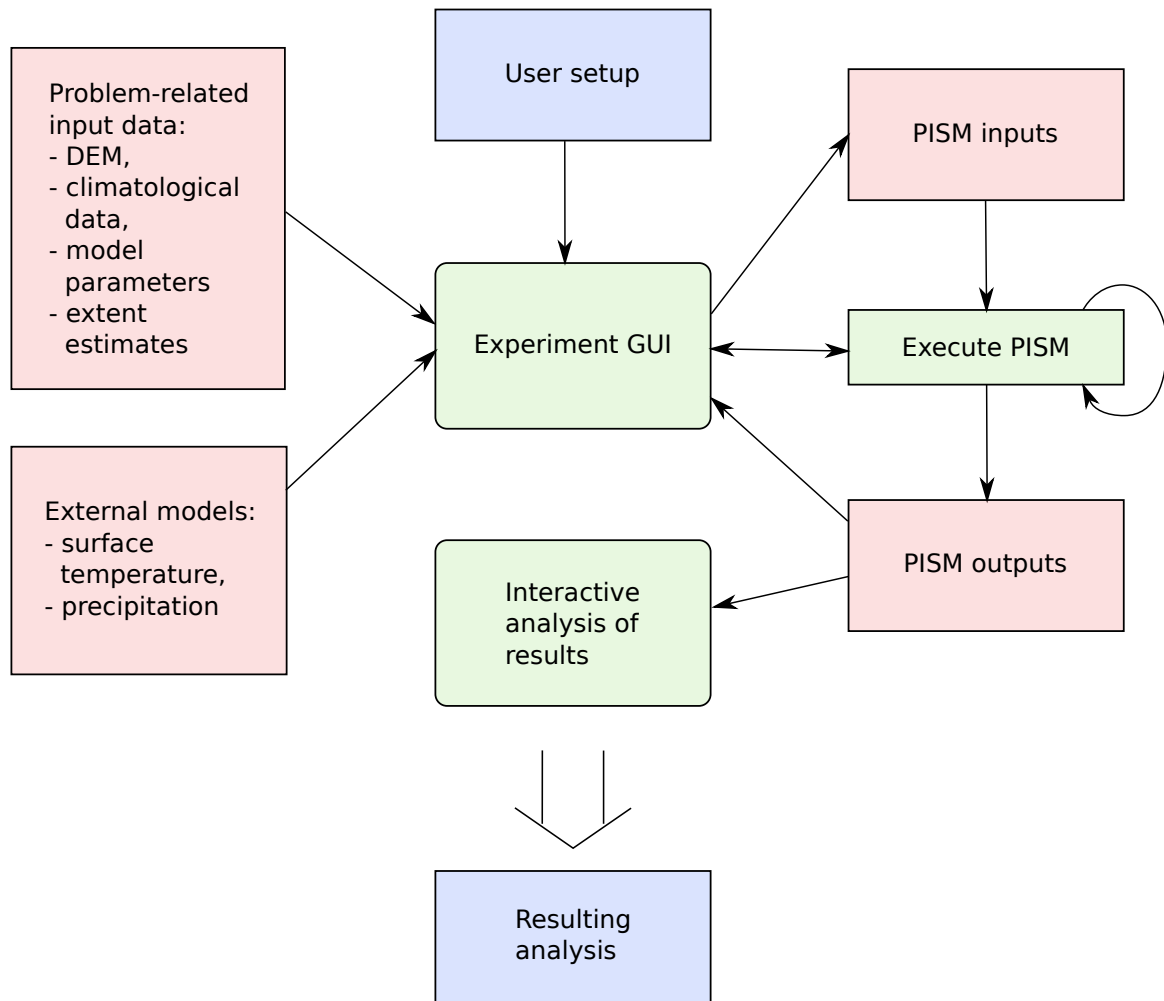 User setup
Problem-related
input data:
- DEM,
- climatological
data,
- model
parameters
- extent
estimates
PISM inputs
Experiment GUI
Execute PISM
External models:
- surface
temperature,
- precipitation
PISM outputs
Interactive
analysis of
results
Resulting
analysis